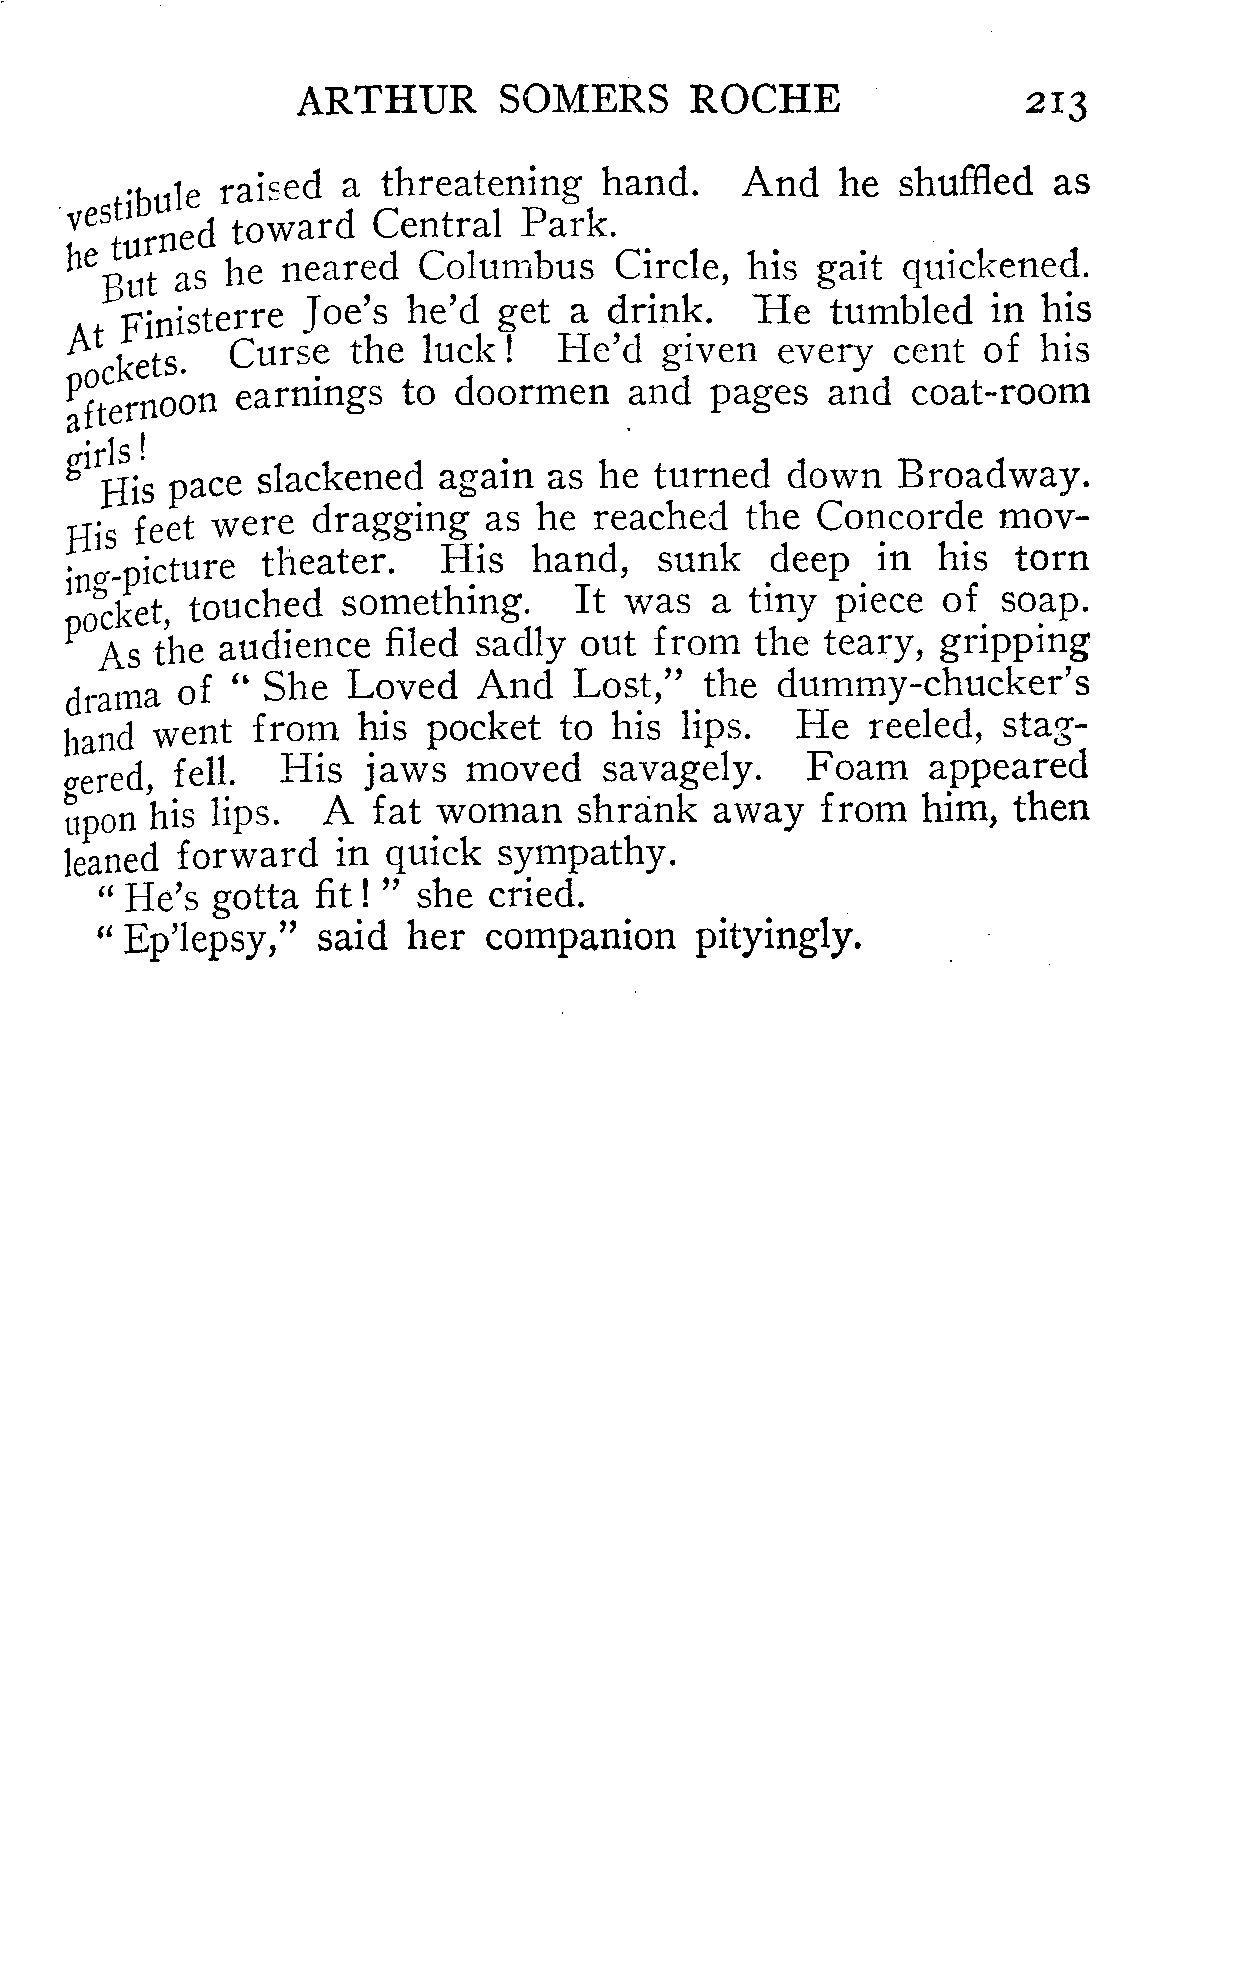 ARTHUR SOMERS ROCHE 213
vestibule raised a threatening hand. And he shuffled as
he turned toward Central Park.
But as he neared Columbus Circle, his gait quickened.
At Finisterre Joe's he'd get a drink. He tumbled in his
pockets. Curse the luck! He'd given every cent of his
afternoon earnings to doormen and pages and coat-room
girls!
His pace slackened again as he turned down Broadway.
His feet were dragging as he reached the Concorde mov-
ing-picture theater. His hand, sunk deep in his torn
pocket, touched something. It was a tiny piece of soap.
As the audience filed sadly out from the teary, gripping
drama of "She Loved And Lost," the dummy-chucker's
hand went from his pocket to his lips. He reeled, stag-
gered, fell. His jaws moved savagely. Foam appeared
upon his lips. A fat woman shrank away from him, then
leaned forward in quick sympathy.
"He's gotta fit!" she cried.
"Ep'lepsy," said her companion pityingly.